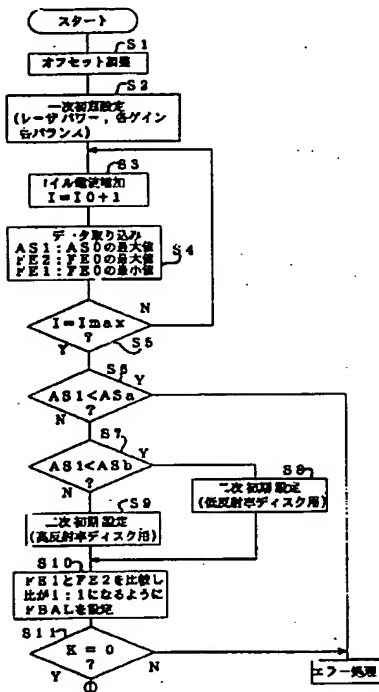 スタート
S1
オフセット調整
S2
一次初期設定
(レーザパワー,各ゲイン
各バランス)
S3
イル電流増加
I=I0+1
データ取り込み
AS1:AS0の最大値
FE2:FE0の最大値
FE1:FE0の最小値
S4
I=Imax
?
N
Y
S5
S6
AS1<ASa
?
Y
N
S7
AS1<ASb
?
Y
N
S8
二次初期設定
(低反射率ディスク用)
S9
二次初期設定
(高反射率ディスク用)
S10
FE1とFE2を比較し
比が1:1になるように
FBALを設定
S11
K=0
?
N
Y
①
エラー処理